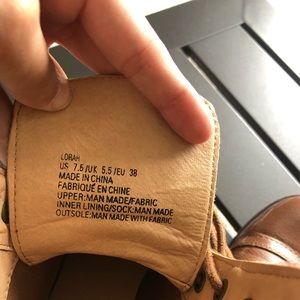 LORAH
US 7.5/UK 5.5/EU 38
MADE IN CHINA
FABRIQUÉ EN CHINE
UPPER:MAN MADE/FABRIC
INNER LINING/SOCK:MAN MADE
OUTSOLE:MAN MADE WITH FABRIC